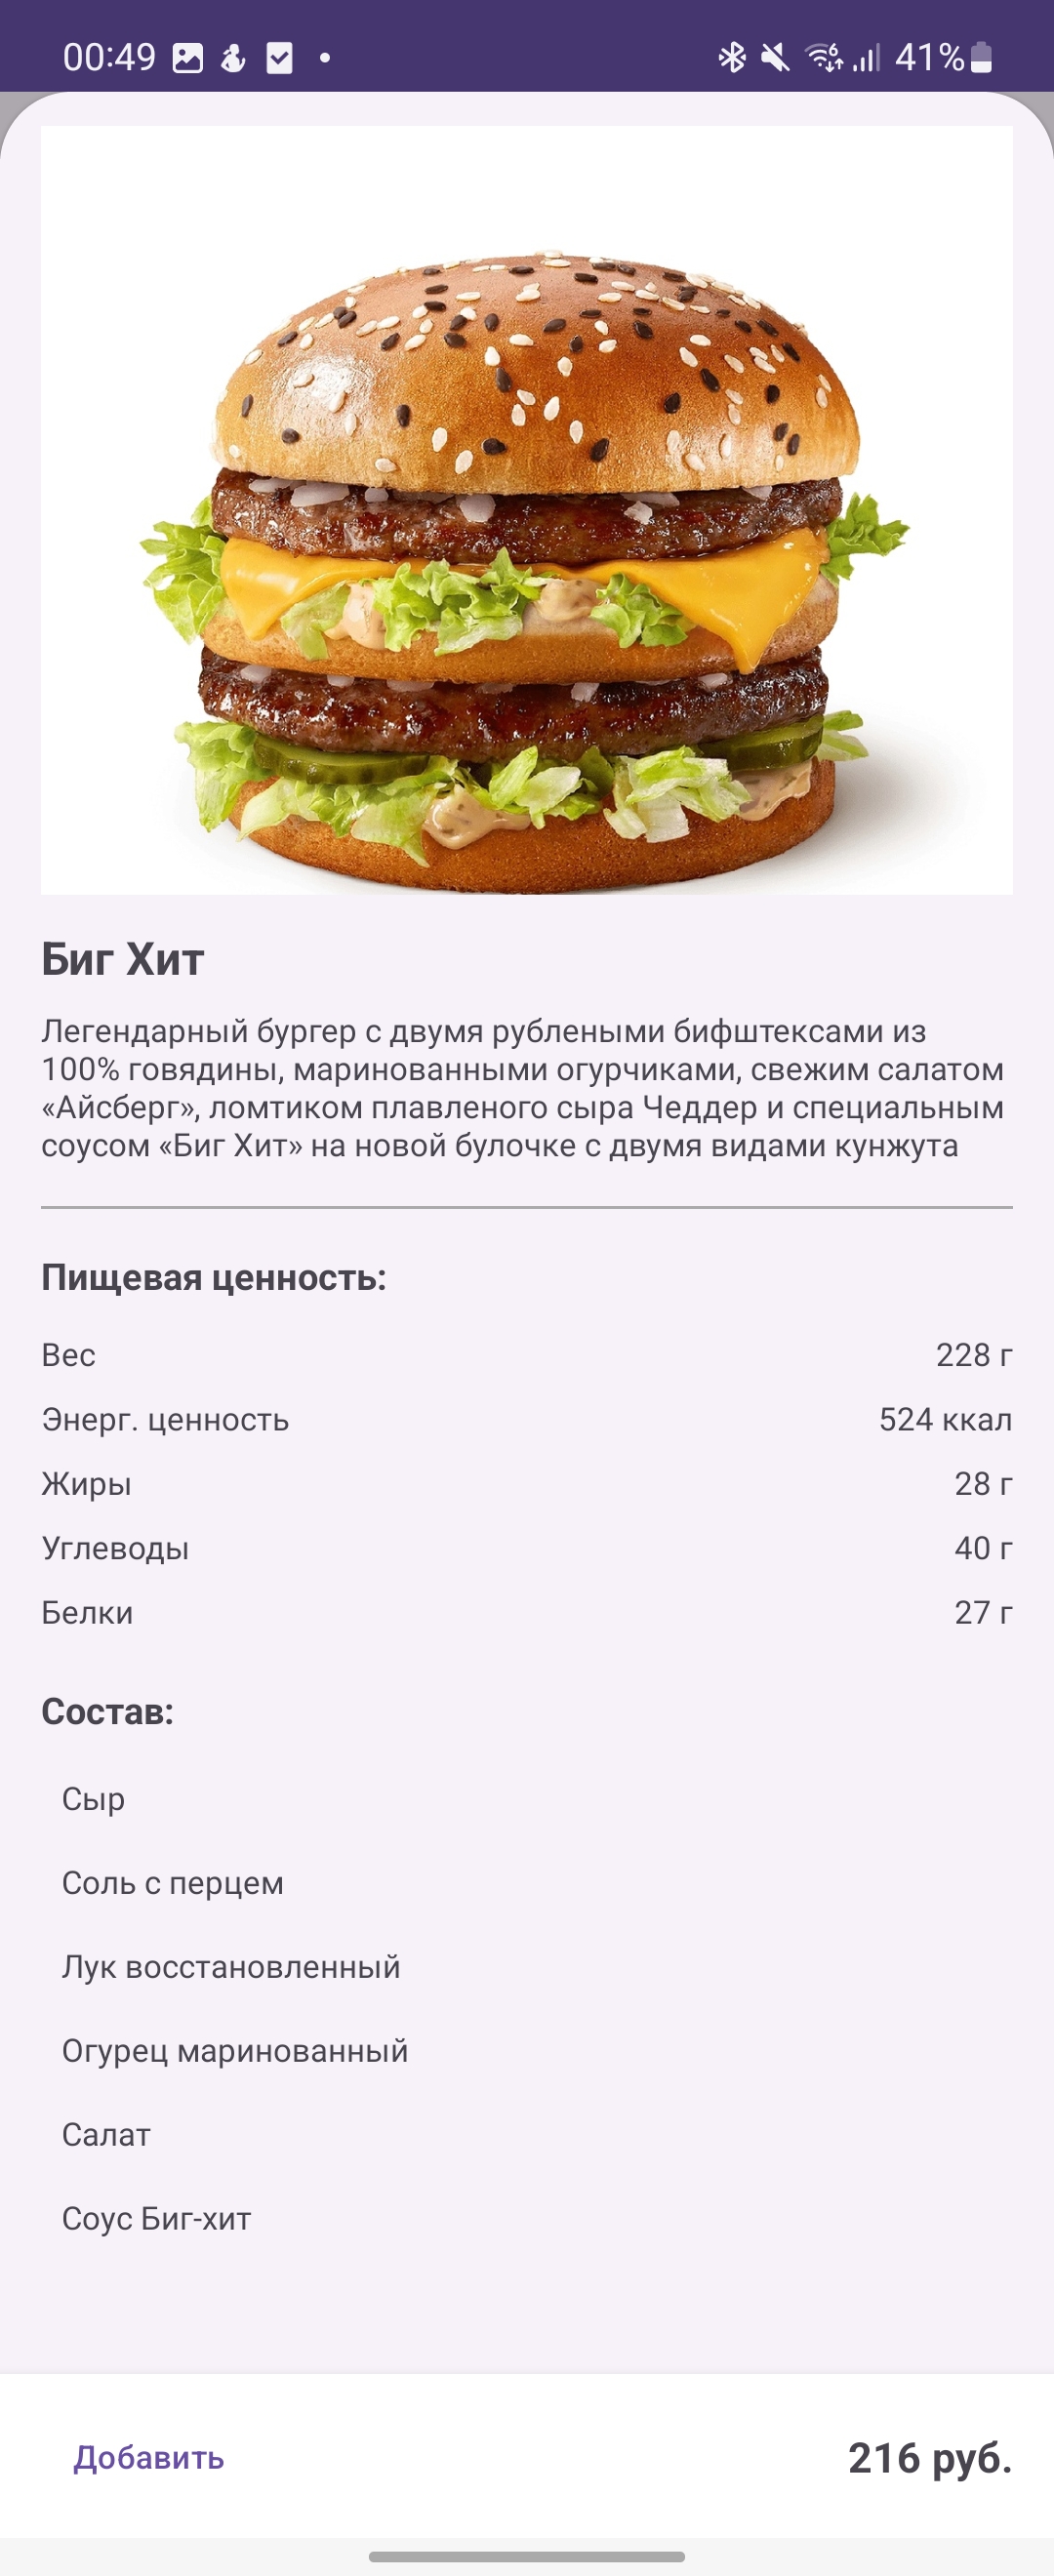 00:49
41%
Биг Хит
Легендарный бургер с двумя рублеными бифштексами из
100% говядины, маринованными огурчиками, свежим салатом
«Айсберг», ломтиком плавленого сыра Чеддер и специальным
соусом «Биг Хит» на новой булочке с двумя видами кунжута
Пищевая ценность:
Вес 228 г
Энерг. ценность 524 ккал
Жиры 28 г
Углеводы 40 г
Белки 27 г
Состав:
Сыр
Соль с перцем
Лук восстановленный
Огурец маринованный
Салат
Соус Биг-хит
Добавить 216 руб.